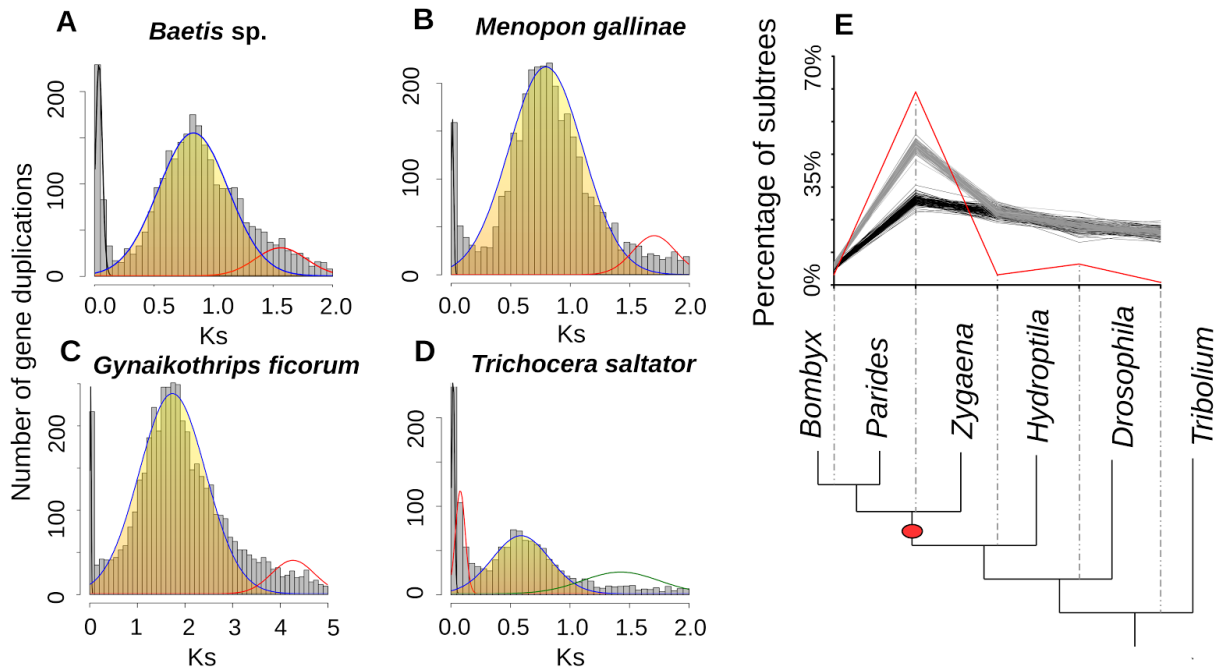 A
Baetis sp.
Number of gene duplications
0
100
200
0.0 0.5 1.0 1.5 2.0
Ks
B
Menopon gallinae
0
100
200
0.0 0.5 1.0 1.5 2.0
Ks
C
Gynaikothrips ficorum
0
100
200
0 1 2 3 4 5
Ks
D
Trichocera saltator
0
100
200
0.0 0.5 1.0 1.5 2.0
Ks
E
Percentage of subtrees
70%
35%
0%
Bombyx
Parides
Zygaena
Hydroptila
Drosophila
Tribolium